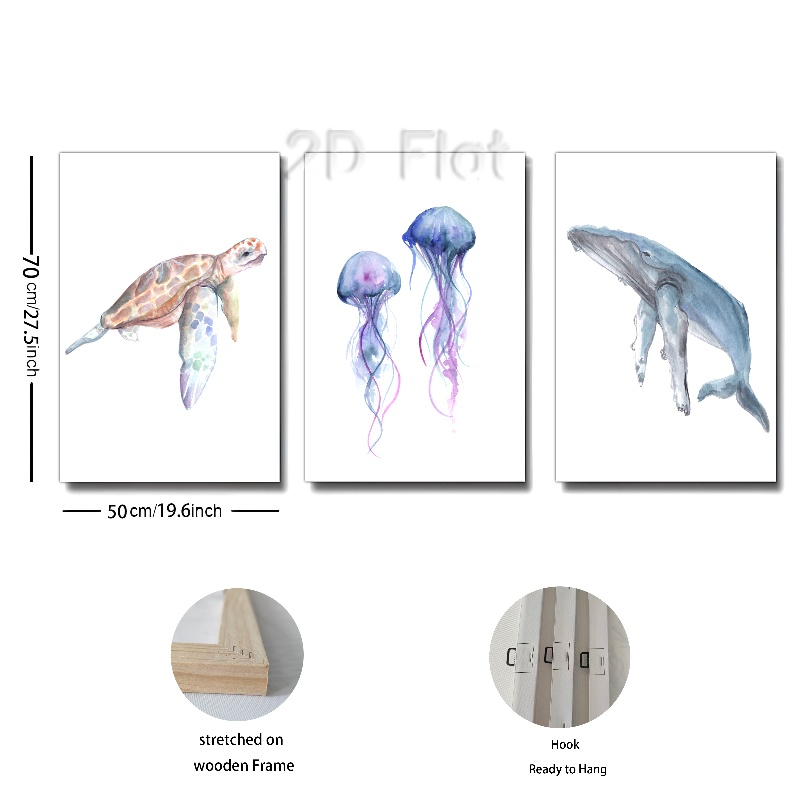 2D Flat
70 cm/27.5inch
50 cm/19.6inch
stretched on
wooden Frame
Hook
Ready to Hang